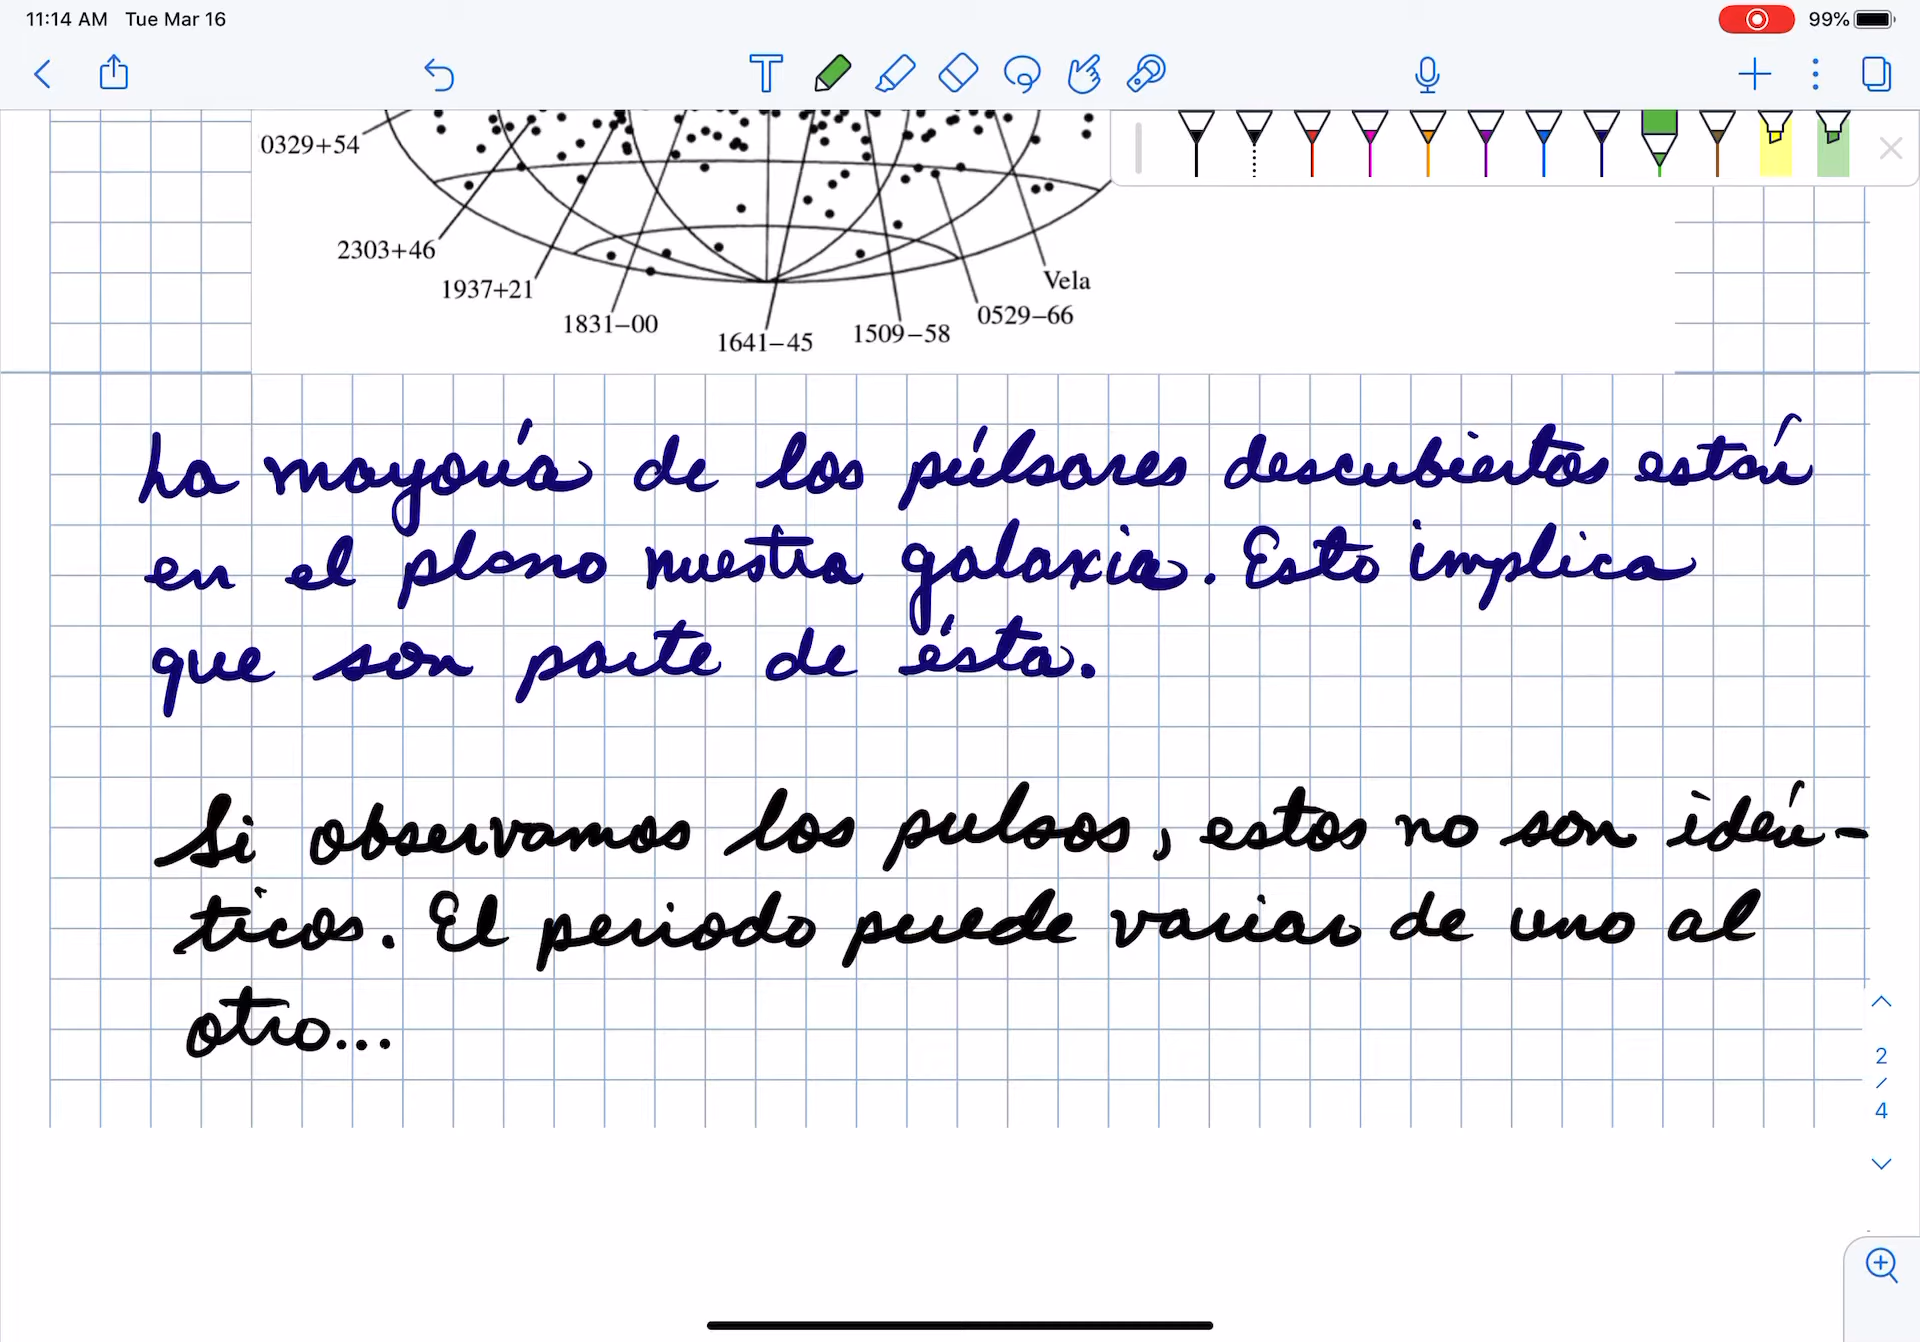 11:14 AM Tue Mar 16
99%
0329+54
2303+46
1937+21
1831−00
1641−45
1509−58
0529−66
Vela
La mayoría de los púlsares descubiertos están
en el plano nuestra galaxia. Esto implica
que son parte de ésta.
Si observamos los pulsos, estos no son idén-
ticos. El periodo puede variar de uno al
otro...
2
/
4